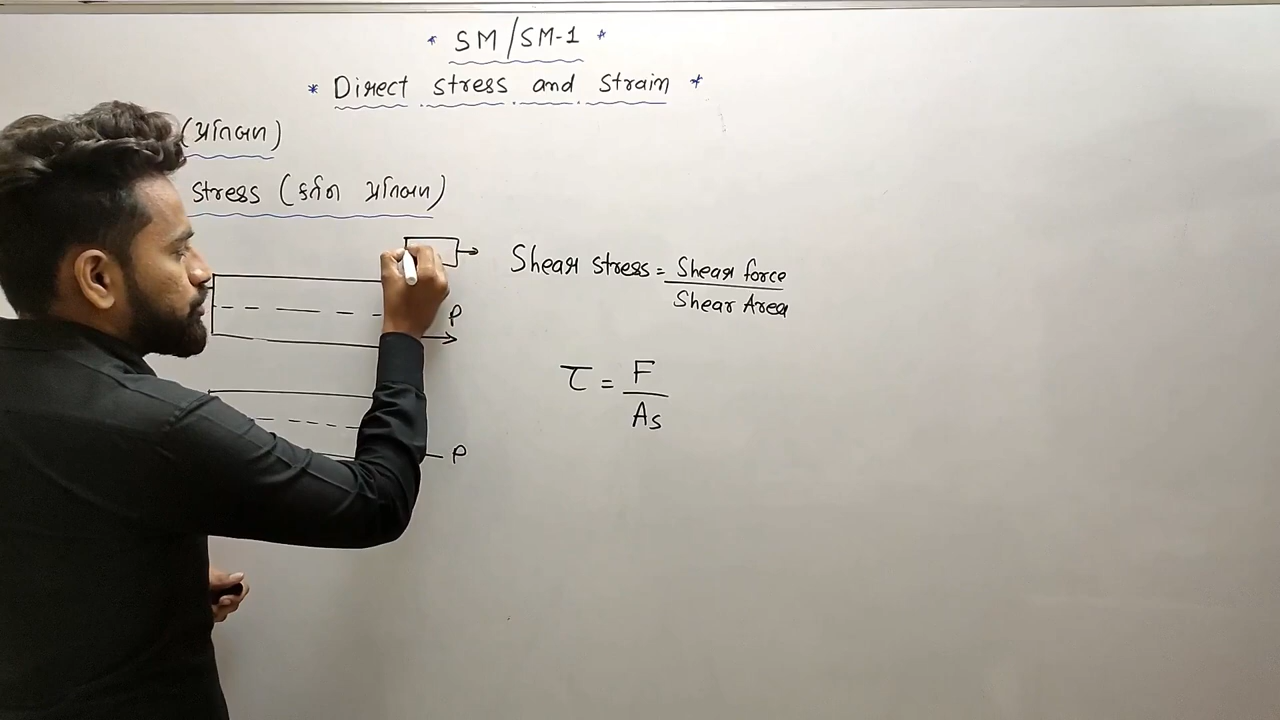 * SM/SM-1 *
* Direct stress and strain *
(પ્રતિબળ)
stress (કર્તન પ્રતિબળ)
Shear stress = Shear force
Shear Area
P
τ = F
As
P